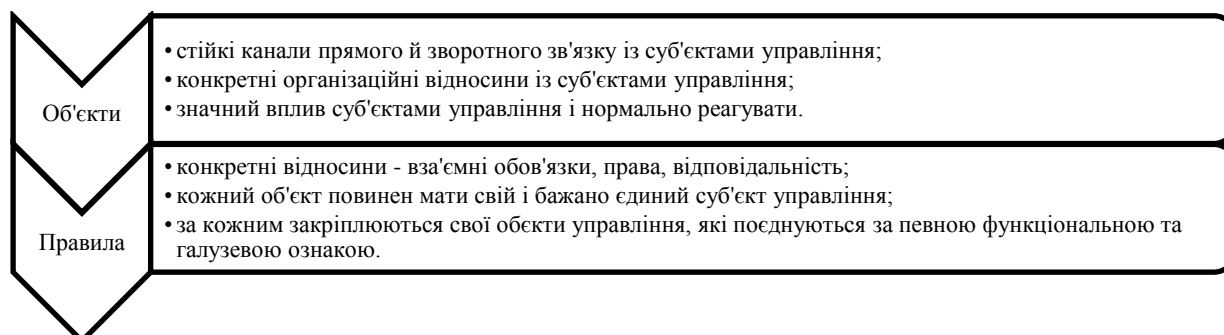 Об'єкти
• стійкі канали прямого й зворотного зв'язку із суб'єктами управління;
• конкретні організаційні відносини із суб'єктами управління;
• значний вплив суб'єктами управління і нормально реагувати.
Правила
• конкретні відносини - вза'ємні обов'язки, права, відповідальність;
• кожний об'єкт повинен мати свій і бажано єдиний суб'єкт управління;
• за кожним закріплюються свої обєкти управління, які поєднуються за певною функціональною та
галузевою ознакою.